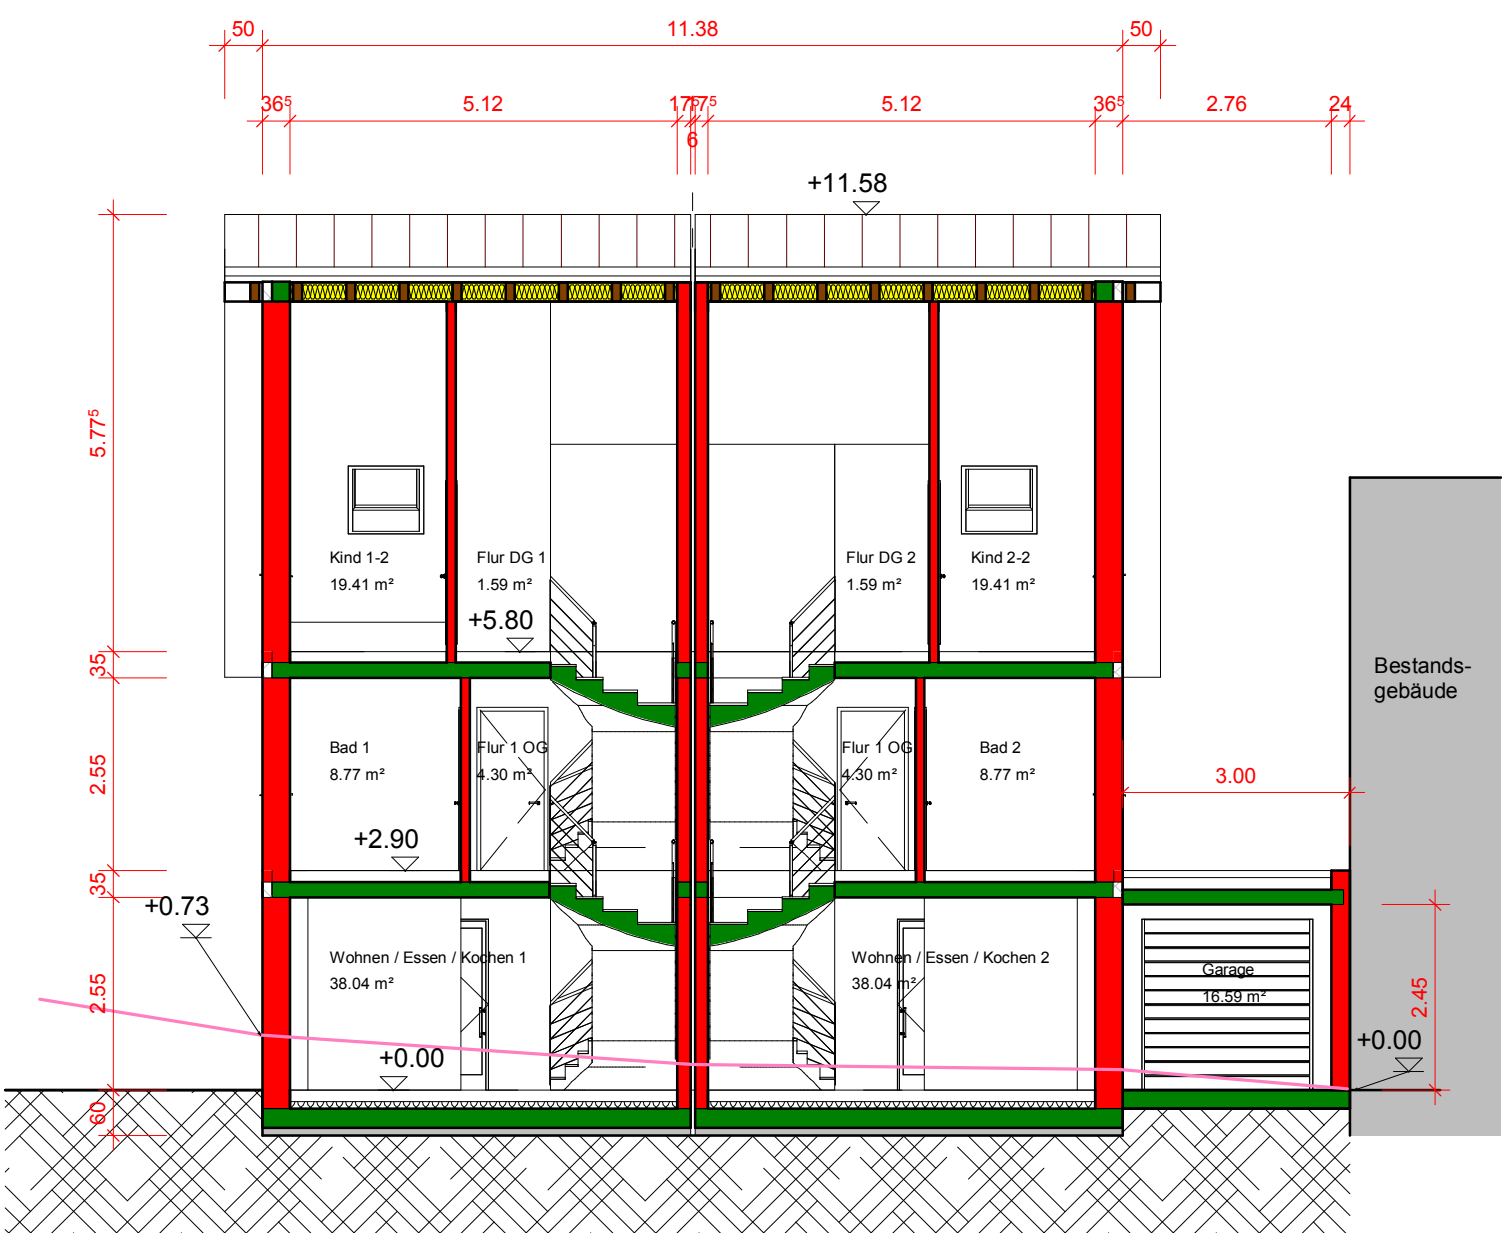 50 11.38 50
36⁵ 5.12 17⁵ 17⁵ 5.12 36⁵ 2.76 24
6
+11.58
5.77⁵
Kind 1-2
19.41 m²
Flur DG 1
1.59 m²
Flur DG 2
1.59 m²
Kind 2-2
19.41 m²
+5.80
35
Bestands-
gebäude
Bad 1
8.77 m²
Flur 1 OG
4.30 m²
Flur 1 OG
4.30 m²
Bad 2
8.77 m²
2.55
3.00
+2.90
35
+0.73
Wohnen / Essen / Kochen 1
38.04 m²
Wohnen / Essen / Kochen 2
38.04 m²
Garage
16.59 m²
2.55
2.45
+0.00
+0.00
60